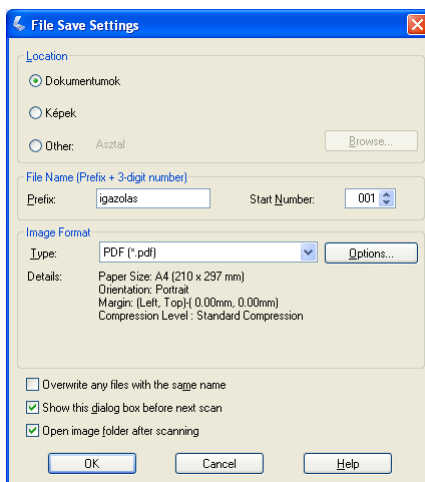 File Save Settings
Location
Dokumentumok
Képek
Other: Asztal Browse...
File Name (Prefix + 3-digit number)
Prefix: igazolas Start Number: 001
Image Format
Type: PDF (*.pdf) Options...
Details: Paper Size: A4 (210 x 297 mm)
Orientation: Portrait
Margin: (Left, Top)-( 0.00mm, 0.00mm)
Compression Level : Standard Compression
Overwrite any files with the same name
Show this dialog box before next scan
Open image folder after scanning
OK Cancel Help